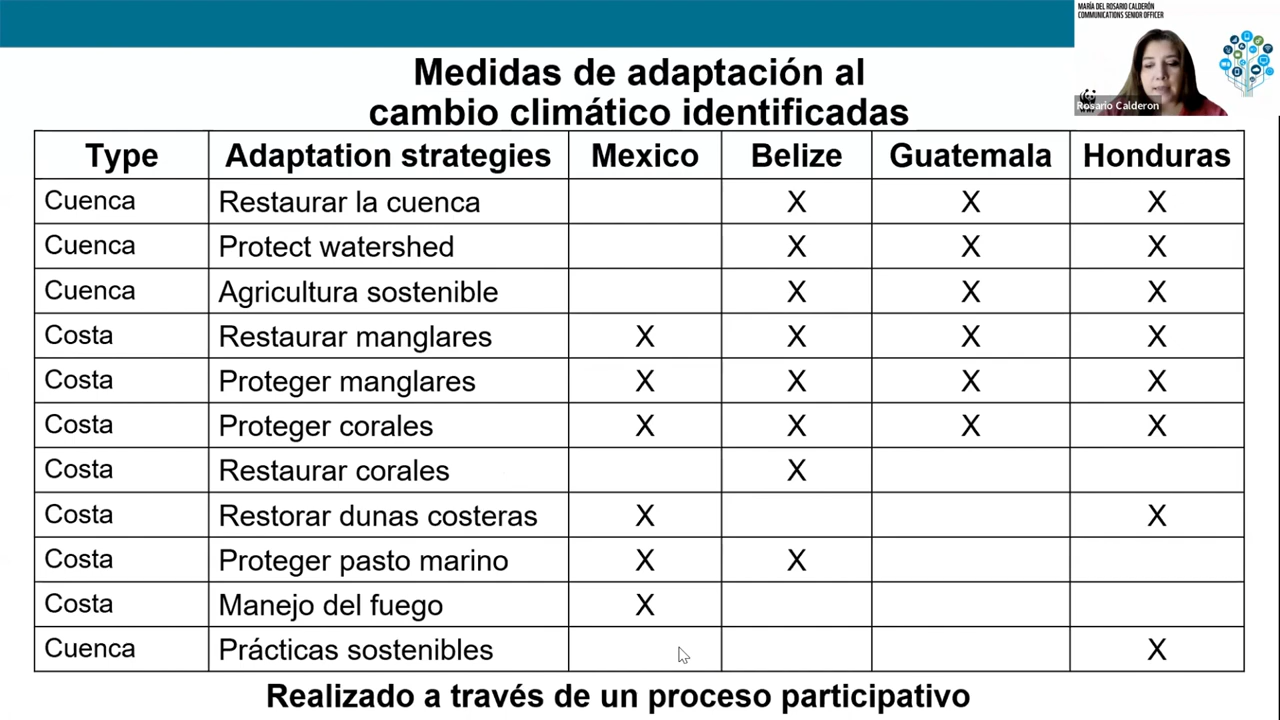 MARÍA DEL ROSARIO CALDERÓN
COMMUNICATIONS SENIOR OFFICER
Rosario Calderon
Medidas de adaptación al
cambio climático identificadas
Type Adaptation strategies Mexico Belize Guatemala Honduras
Cuenca Restaurar la cuenca X X X
Cuenca Protect watershed X X X
Cuenca Agricultura sostenible X X X
Costa Restaurar manglares X X X X
Costa Proteger manglares X X X X
Costa Proteger corales X X X X
Costa Restaurar corales X
Costa Restorar dunas costeras X X
Costa Proteger pasto marino X X
Costa Manejo del fuego X
Cuenca Prácticas sostenibles X
Realizado a través de un proceso participativo